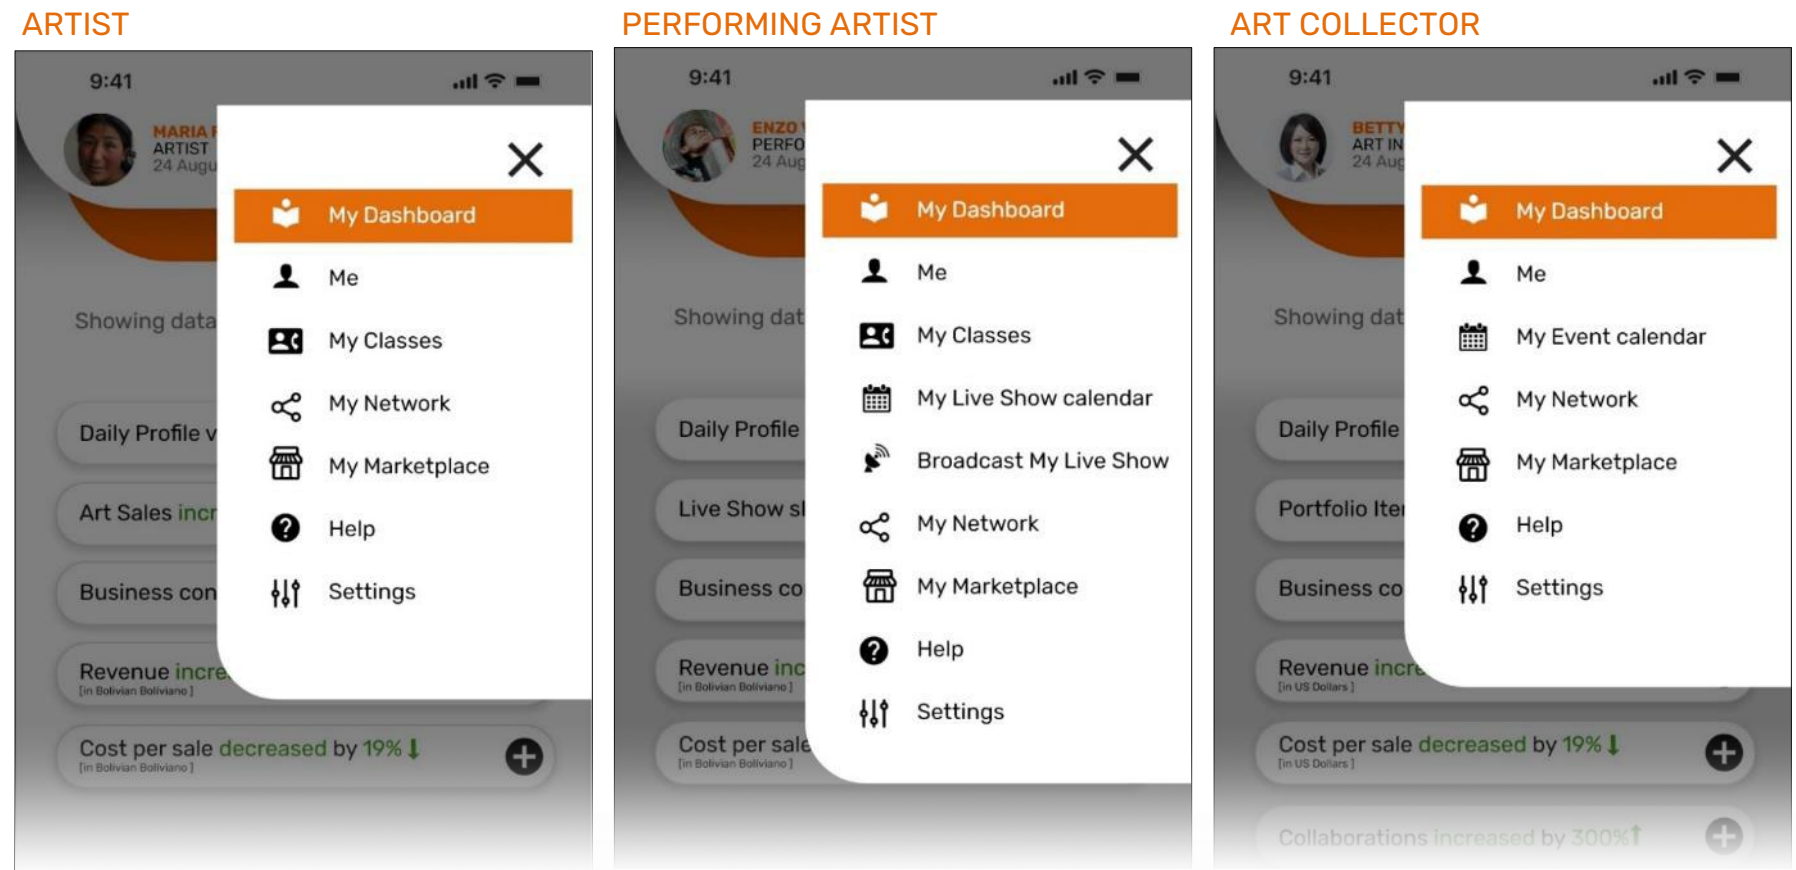 ARTIST
9:41
MARIA
ARTIST
24 Augu
My Dashboard
Me
My Classes
My Network
My Marketplace
Help
Settings
Showing data
Daily Profile v
Art Sales incr
Business con
Revenue incre
[in Bolivian Boliviano ]
Cost per sale decreased by 19%
[in Bolivian Boliviano ]
PERFORMING ARTIST
9:41
ENZO
PERFO
24 Aug
My Dashboard
Me
My Classes
My Live Show calendar
Broadcast My Live Show
My Network
My Marketplace
Help
Settings
Showing dat
Daily Profile
Live Show sl
Business co
Revenue inc
[in Bolivian Boliviano ]
Cost per sale
[in Bolivian Boliviano ]
ART COLLECTOR
9:41
BETTY
ART IN
24 Aug
My Dashboard
Me
My Event calendar
My Network
My Marketplace
Help
Settings
Showing dat
Daily Profile
Portfolio Iter
Business co
Revenue incre
[in US Dollars ]
Cost per sale decreased by 19%
[in US Dollars ]
Collaborations increased by 300%